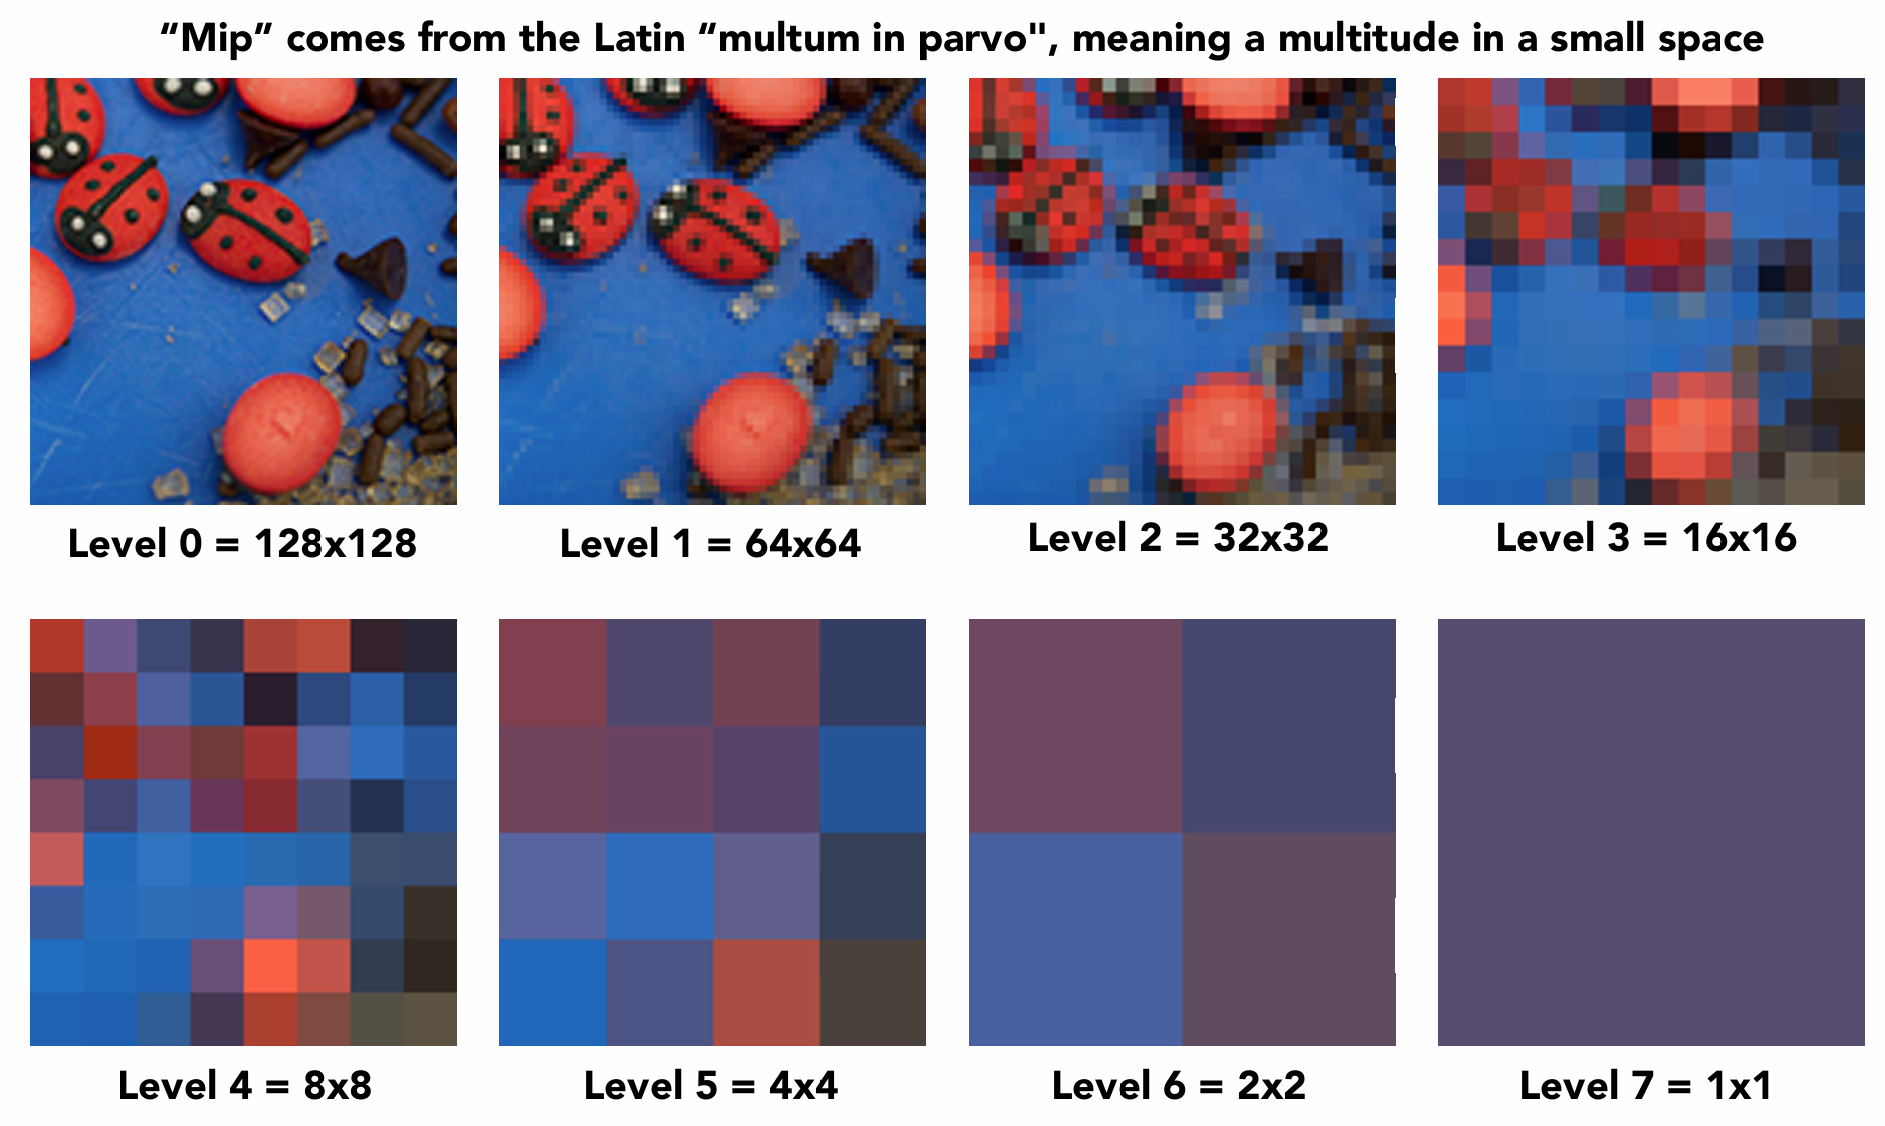 “Mip” comes from the Latin “multum in parvo", meaning a multitude in a small space
Level 0 = 128x128
Level 1 = 64x64
Level 2 = 32x32
Level 3 = 16x16
Level 4 = 8x8
Level 5 = 4x4
Level 6 = 2x2
Level 7 = 1x1